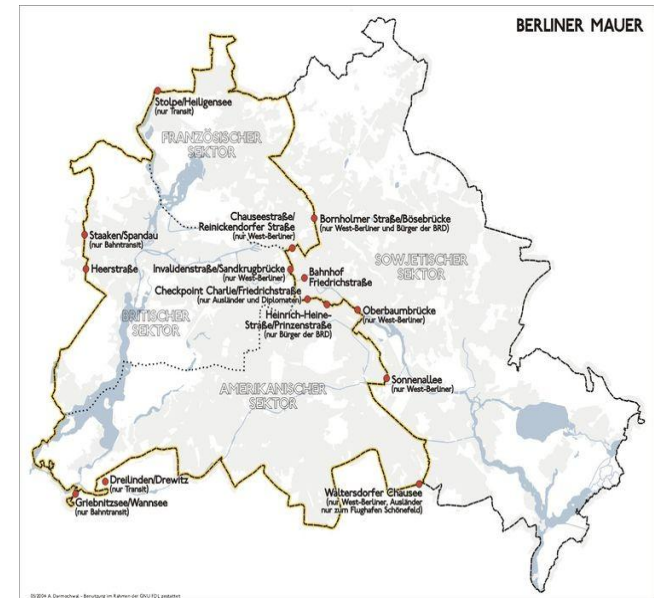 BERLINER MAUER
Stolpe/Heiligensee
(nur Transit)
FRANZÖSISCHER
SEKTOR
Chauseestraße/
Reinickendorfer Straße
(nur West-Berliner)
Bornholmer Straße/Bösebrücke
(nur West-Berliner und Bürger der BRD)
Staaken/Spandau
(nur Bahntransit)
SOWJETISCHER
SEKTOR
Heerstraße
Invalidenstraße/Sandkrugbrücke
(nur West-Berliner)
Bahnhof
Friedrichstraße
Checkpoint Charlie/Friedrichstraße
(nur Ausländer und Diplomaten)
Heinrich-Heine-
Straße/Prinzenstraße
(nur Bürger der BRD)
Oberbaumbrücke
(nur West-Berliner)
BRITISCHER
SEKTOR
Sonnenallee
(nur West-Berliner)
AMERIKANISCHER
SEKTOR
Dreilinden/Drewitz
(nur Transit)
Griebnitzsee/Wannsee
(nur Bahntransit)
Waltersdorfer Chausee
(nur West-Berliner, Ausländer
nur zum Flughafen Schönefeld)